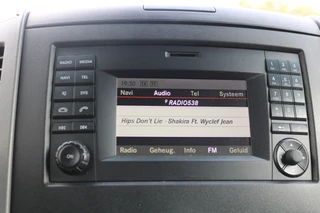 RADIO
MEDIA
NAVI
TEL
SYS
Navi Audio Tel Systeem
RADIO538
Hips Don't Lie - Shakira Ft. Wyclef Jean
Radio Geheug. Info FM Geluid